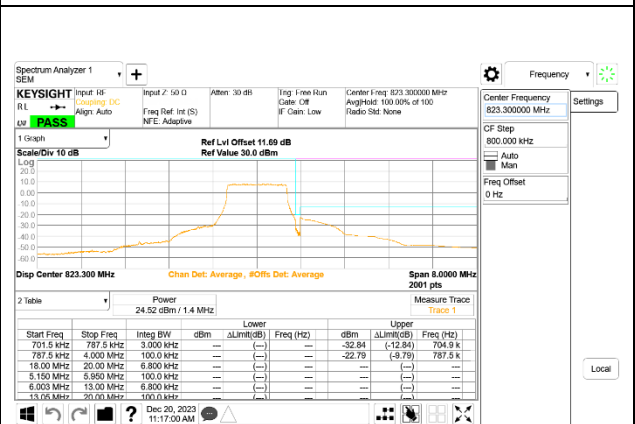 Spectrum Analyzer 1
SEM
Frequency
KEYSIGHT
Input: RF
Coupling: DC
Align: Auto
Input Z: 50 Ω
Freq Ref: Int (S)
NFE: Adaptive
Atten: 30 dB
Trig: Free Run
Gate: Off
IF Gain: Low
Center Freq: 823.300000 MHz
Avg|Hold: 100.00% of 100
Radio Std: None
R L
PASS
Center Frequency
823.300000 MHz
Settings
CF Step
800.000 kHz
Auto
Man
Freq Offset
0 Hz
1 Graph
Scale/Div 10 dB
Ref Lvl Offset 11.69 dB
Ref Value 30.0 dBm
Log
20.0
10.0
0.00
-10.0
-20.0
-30.0
-40.0
-50.0
-60.0
Disp Center 823.300 MHz
Chan Det: Average , #Offs Det: Average
Span 8.0000 MHz
2001 pts
2 Table
Power
24.52 dBm / 1.4 MHz
Measure Trace
Trace 1
Lower Upper
Start Freq Stop Freq Integ BW dBm ΔLimit(dB) Freq (Hz) dBm ΔLimit(dB) Freq (Hz)
701.5 kHz 787.5 kHz 3.000 kHz --- (---) --- -32.84 (-12.84) 704.9 k
787.5 kHz 4.000 MHz 100.0 kHz --- (---) --- -22.79 (-9.79) 787.5 k
18.00 MHz 20.00 MHz 6.800 kHz --- (---) --- --- (---) ---
5.150 MHz 5.950 MHz 100.0 kHz --- (---) --- --- (---) ---
6.003 MHz 13.00 MHz 6.800 kHz --- (---) --- --- (---) ---
13.05 MHz 20.00 MHz 100.0 kHz --- (---) --- --- (---) ---
Local
Dec 20, 2023
11:17:00 AM